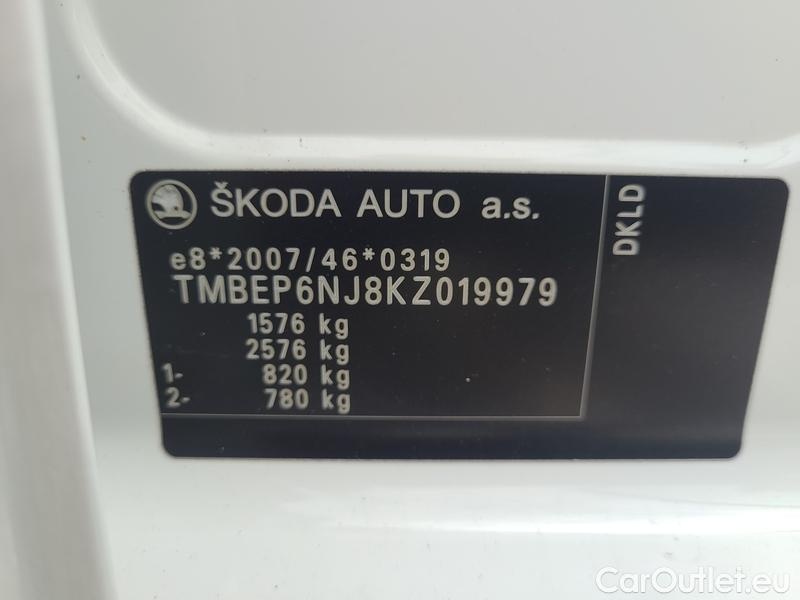 ŠKODA AUTO a.s.
e8*2007/46*0319
TMBEP6NJ8KZ019979
1576 kg
2576 kg
1- 820 kg
2- 780 kg
DKLD
CarOutlet.eu